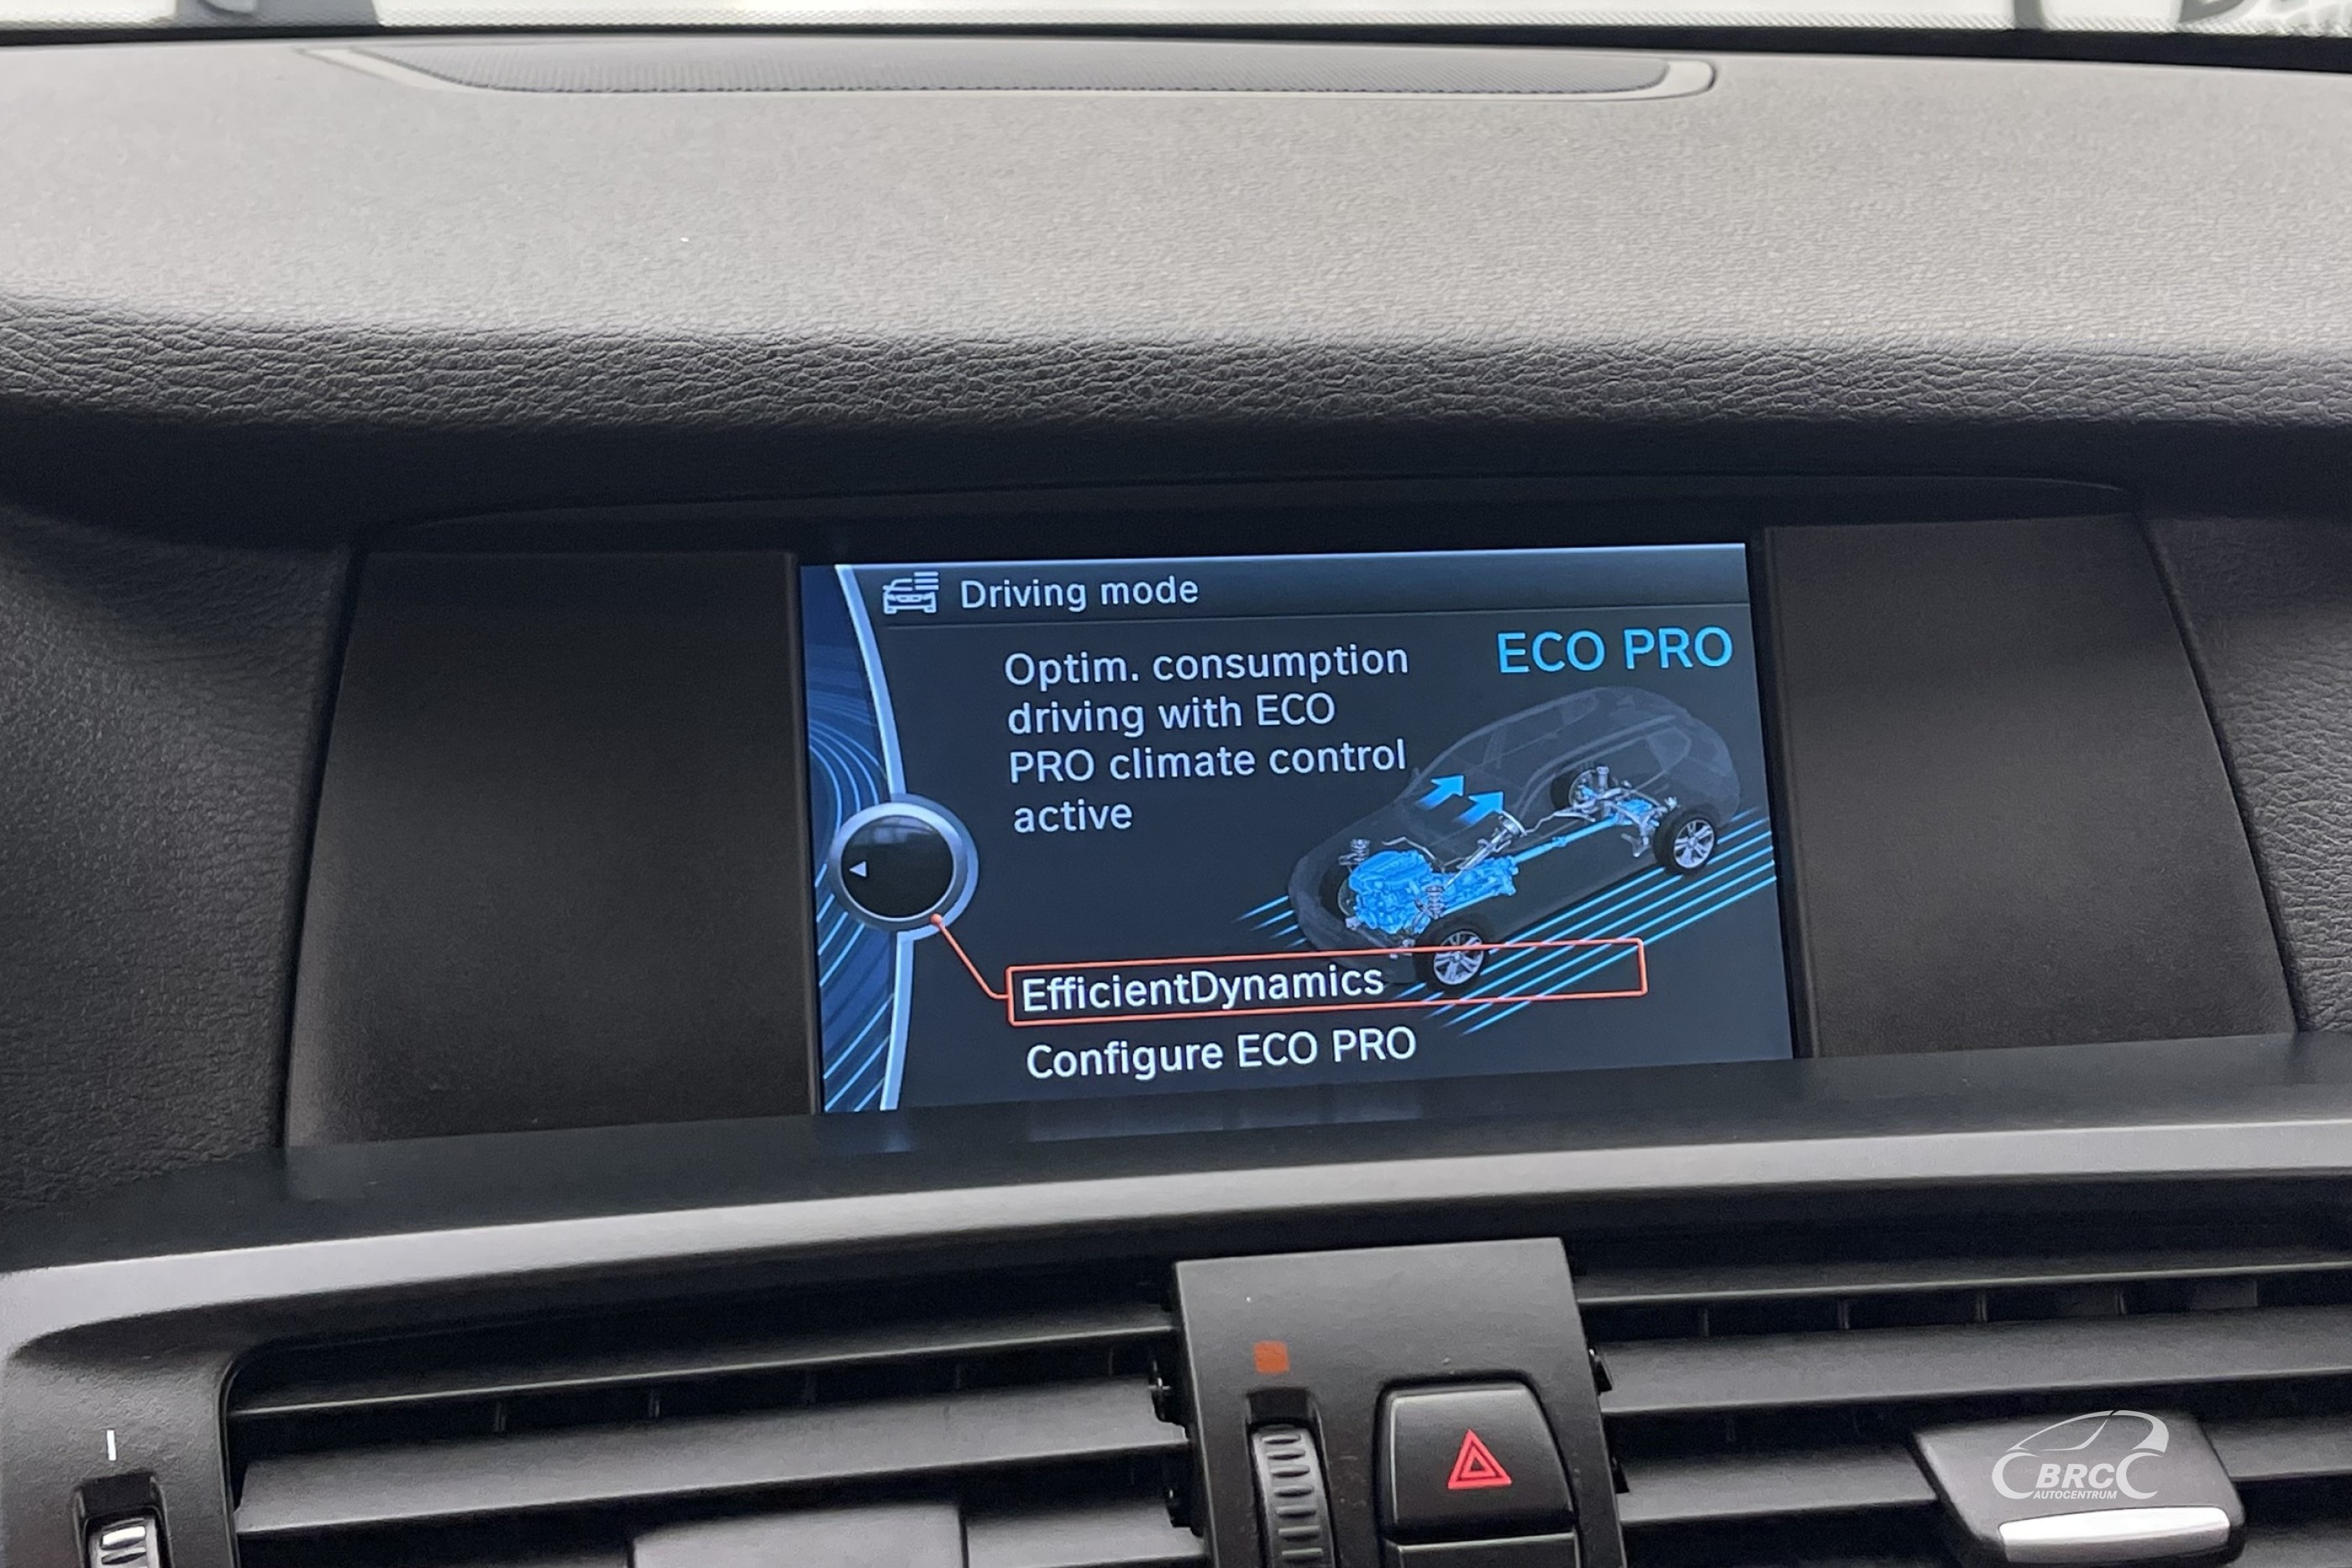 Driving mode
ECO PRO
Optim. consumption
driving with ECO
PRO climate control
active
EfficientDynamics
Configure ECO PRO
BRC
AUTOCENTRUM